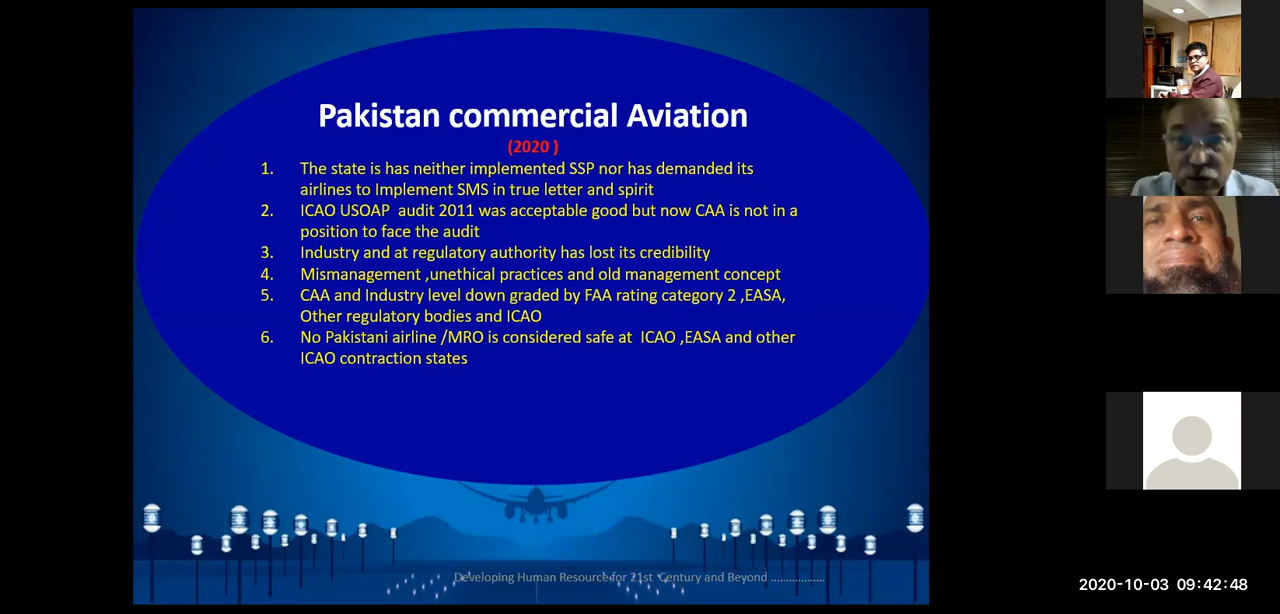 Pakistan commercial Aviation
(2020 )
1. The state is has neither implemented SSP nor has demanded its
airlines to Implement SMS in true letter and spirit
2. ICAO USOAP audit 2011 was acceptable good but now CAA is not in a
position to face the audit
3. Industry and at regulatory authority has lost its credibility
4. Mismanagement ,unethical practices and old management concept
5. CAA and Industry level down graded by FAA rating category 2 ,EASA,
Other regulatory bodies and ICAO
6. No Pakistani airline /MRO is considered safe at ICAO ,EASA and other
ICAO contraction states
Developing Human Resource for 21st Century and Beyond ...................
2020-10-03 09:42:48